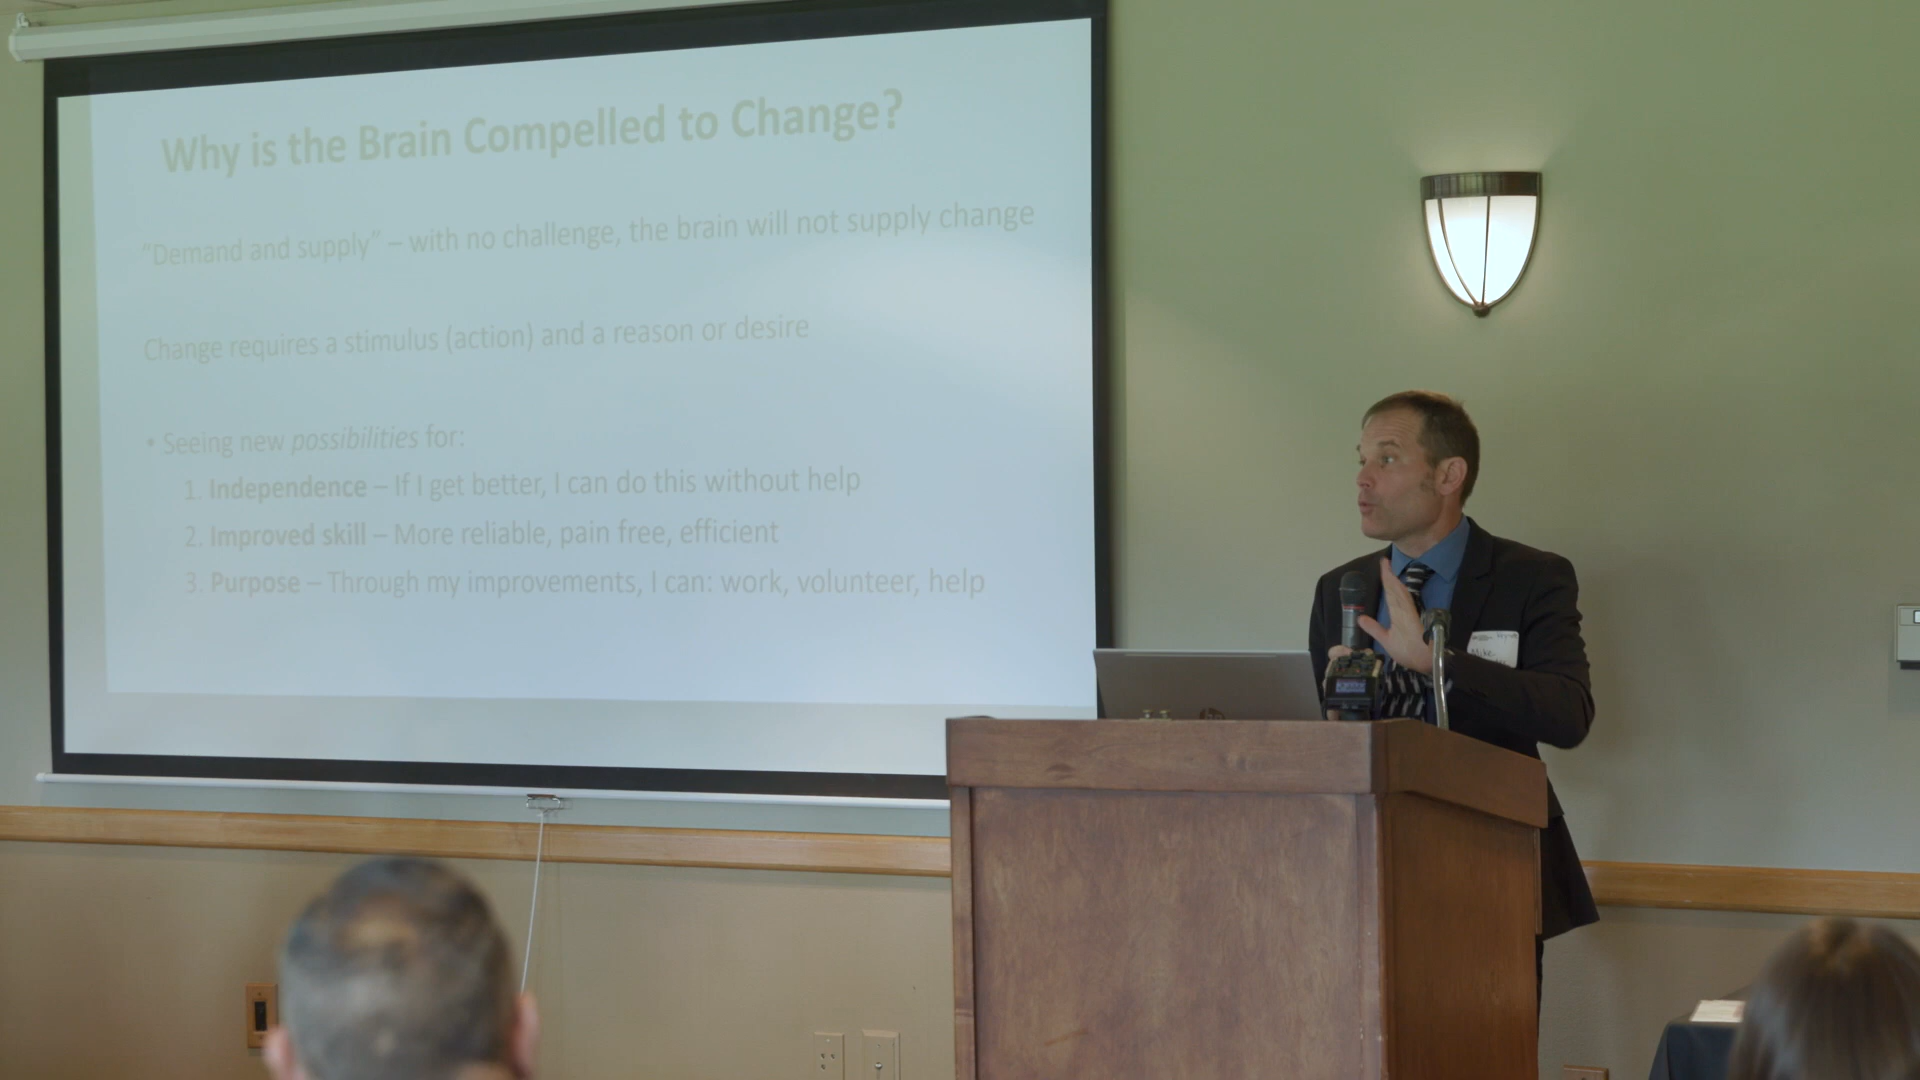 Why is the Brain Compelled to Change?
"Demand and supply" – with no challenge, the brain will not supply change
Change requires a stimulus (action) and a reason or desire
• Seeing new possibilities for:
1. Independence – If I get better, I can do this without help
2. Improved skill – More reliable, pain free, efficient
3. Purpose – Through my improvements, I can: work, volunteer, help
Mike